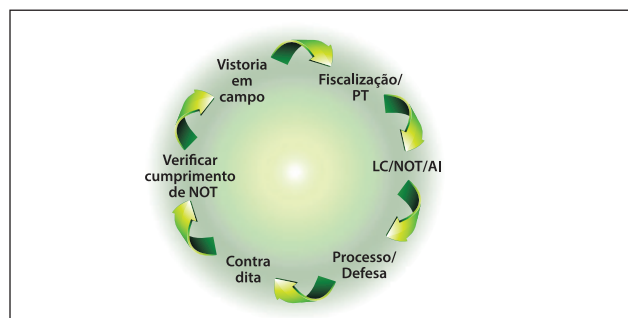 Vistoria
em
campo
Fiscalização/
PT
LC/NOT/AI
Processo/
Defesa
Contra
dita
Verificar
cumprimento
de NOT